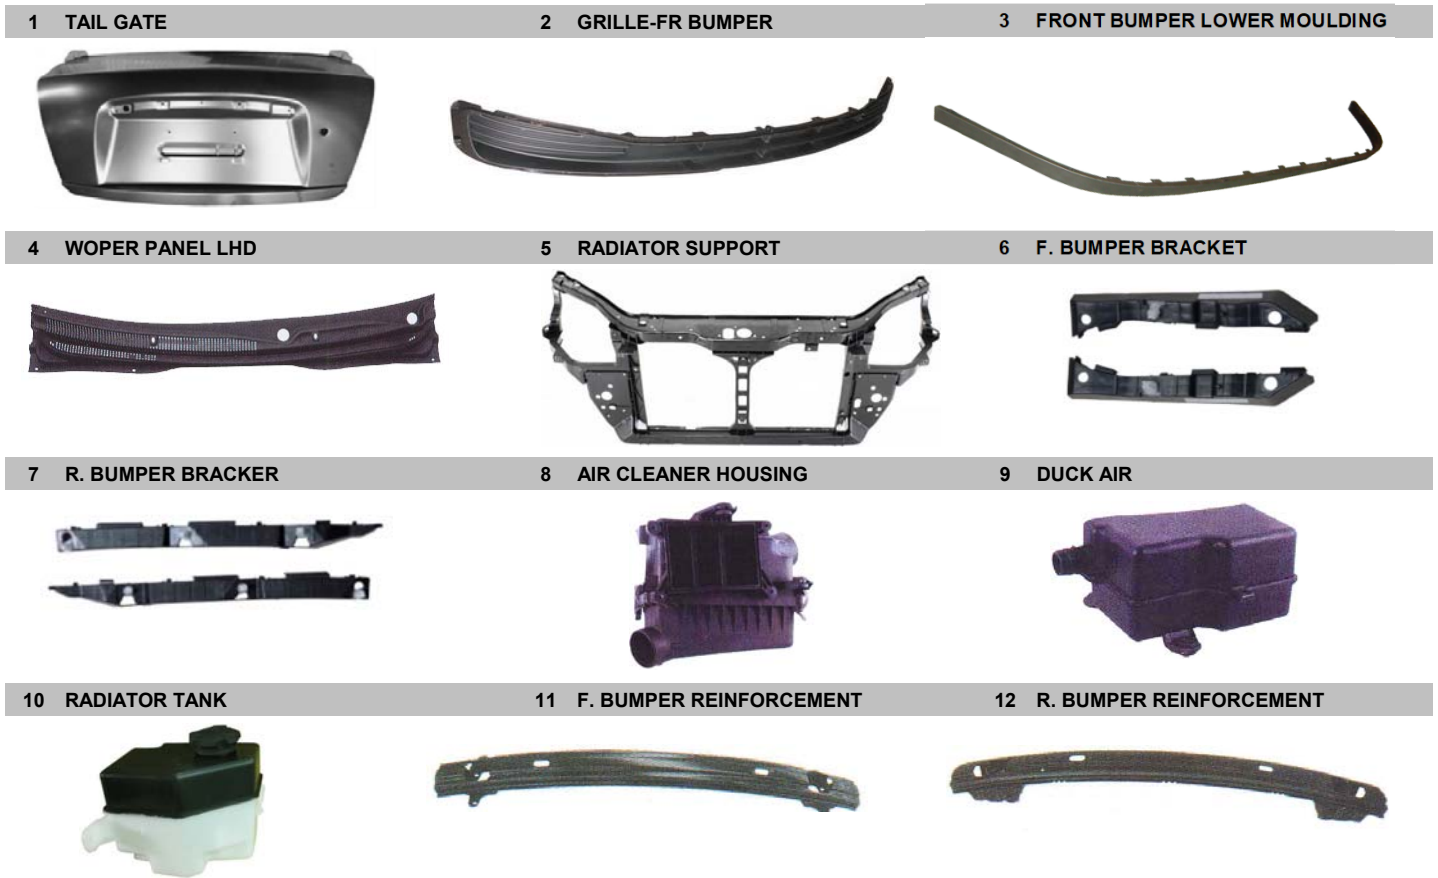 1 TAIL GATE
2 GRILLE-FR BUMPER
3 FRONT BUMPER LOWER MOULDING
4 WOPER PANEL LHD
5 RADIATOR SUPPORT
6 F. BUMPER BRACKET
7 R. BUMPER BRACKER
8 AIR CLEANER HOUSING
9 DUCK AIR
10 RADIATOR TANK
11 F. BUMPER REINFORCEMENT
12 R. BUMPER REINFORCEMENT